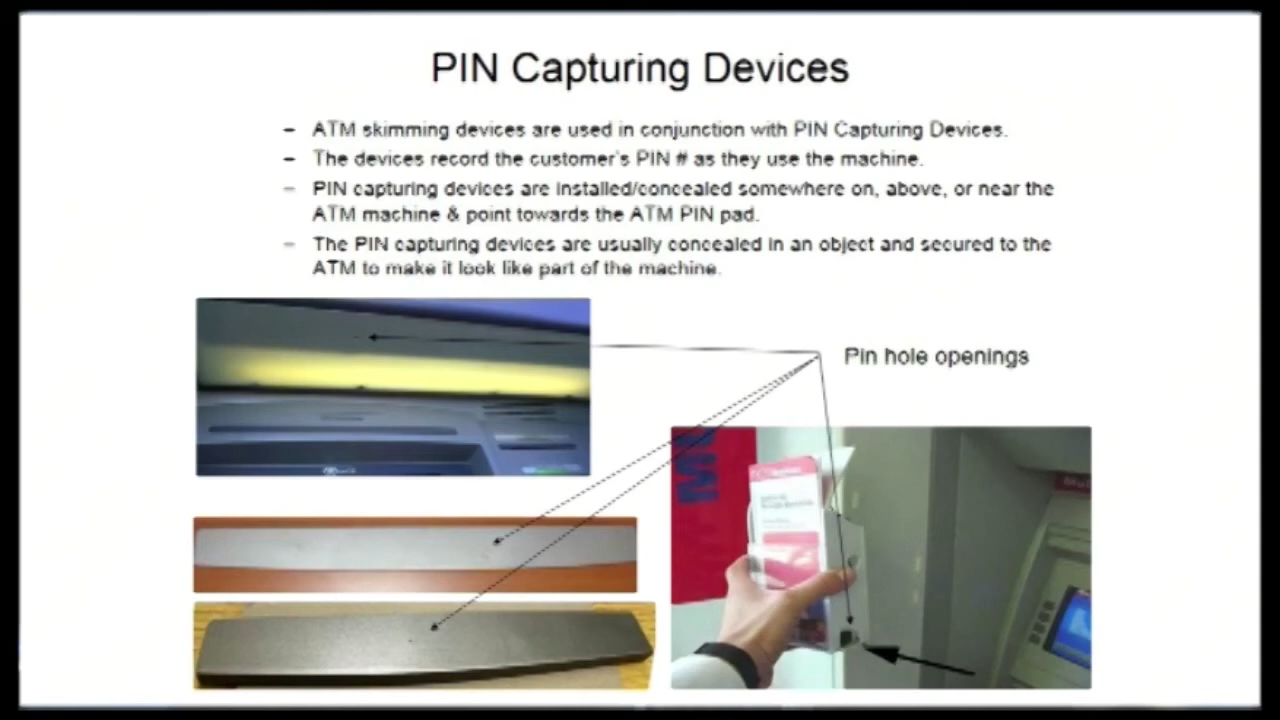 PIN Capturing Devices
– ATM skimming devices are used in conjunction with PIN Capturing Devices.
– The devices record the customer's PIN # as they use the machine.
– PIN capturing devices are installed/concealed somewhere on, above, or near the
ATM machine & point towards the ATM PIN pad.
– The PIN capturing devices are usually concealed in an object and secured to the
ATM to make it look like part of the machine.
Pin hole openings